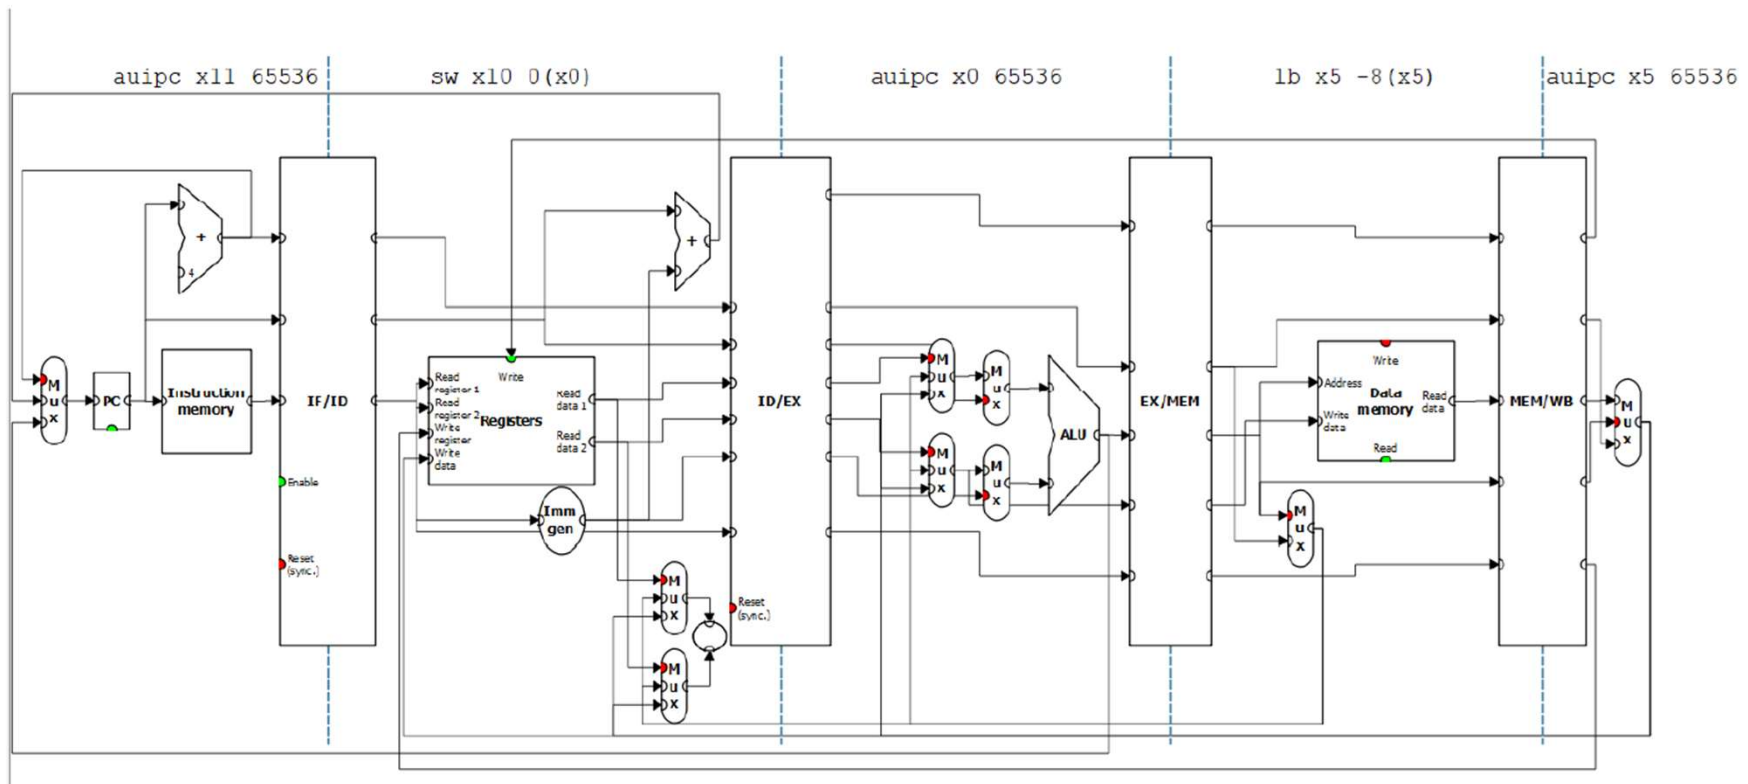 auipc x11 65536
sw x10 0(x0)
auipc x0 65536
lb x5 -8(x5)
auipc x5 65536
+
4
M
u
x
PC
Instruction
memory
IF/ID
Enable
Reset
(sync.)
Write
Read
register 1
Read
register 2
Write
register
Write
data
Registers
Read
data 1
Read
data 2
Imm
gen
+
M
u
x
M
u
x
ID/EX
Reset
(sync.)
M
u
x
M
u
x
M
u
x
M
u
x
ALU
EX/MEM
Write
Address
Write
data
Data
memory
Read
data
Read
M
u
x
MEM/WB
M
u
x